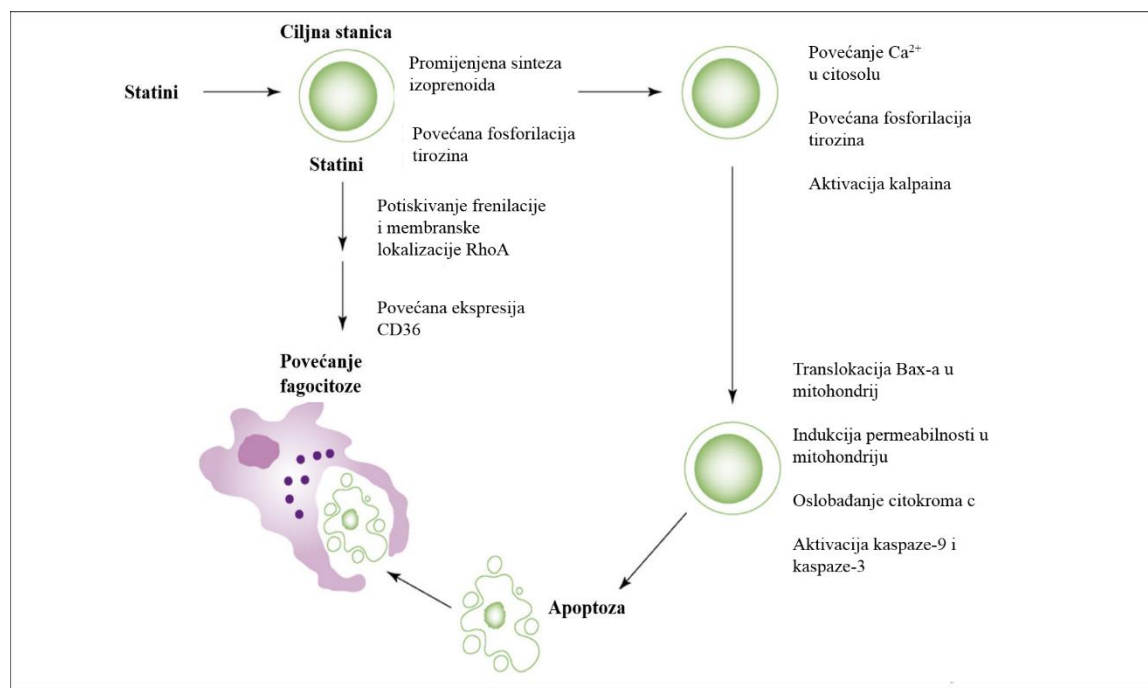 Ciljna stanica
Statini
Promijenjena sinteza
izoprenoida
Povećana fosforilacija
tirozina
Statini
Povećanje Ca²⁺
u citosolu
Povećana fosforilacija
tirozina
Aktivacija kalpaina
Potiskivanje frenilacije
i membranske
lokalizacije RhoA
Povećana ekspresija
CD36
Povećanje
fagocitoze
Translokacija Bax-a u
mitohondrij
Indukcija permeabilnosti u
mitohondriju
Oslobađanje citokroma c
Aktivacija kaspaze-9 i
kaspaze-3
Apoptoza